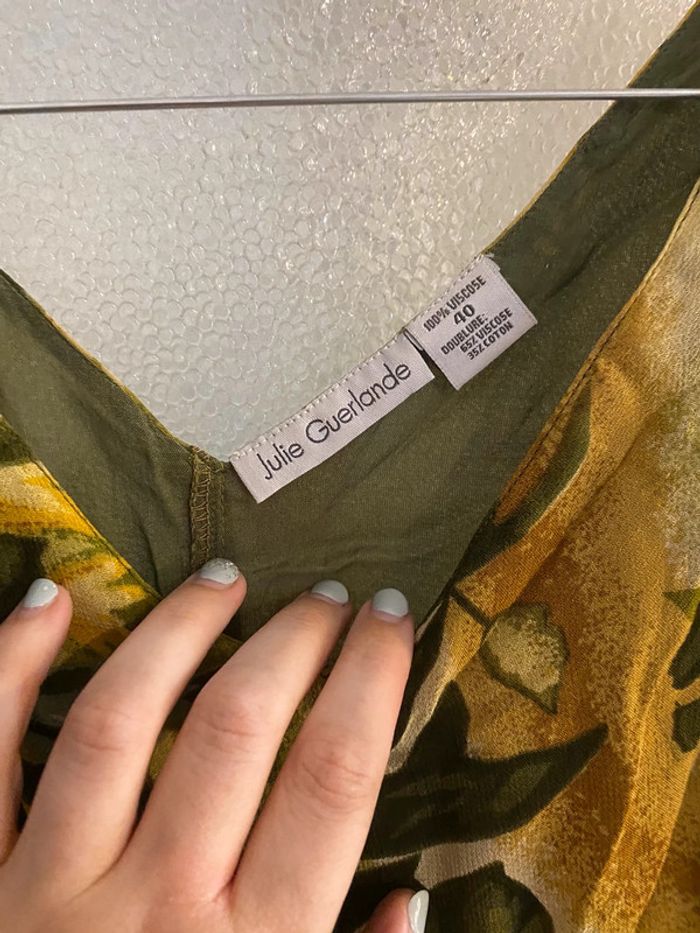 Julie Guerlande
100% VISCOSE
40
DOUBLURE:
65% VISCOSE
35% COTON